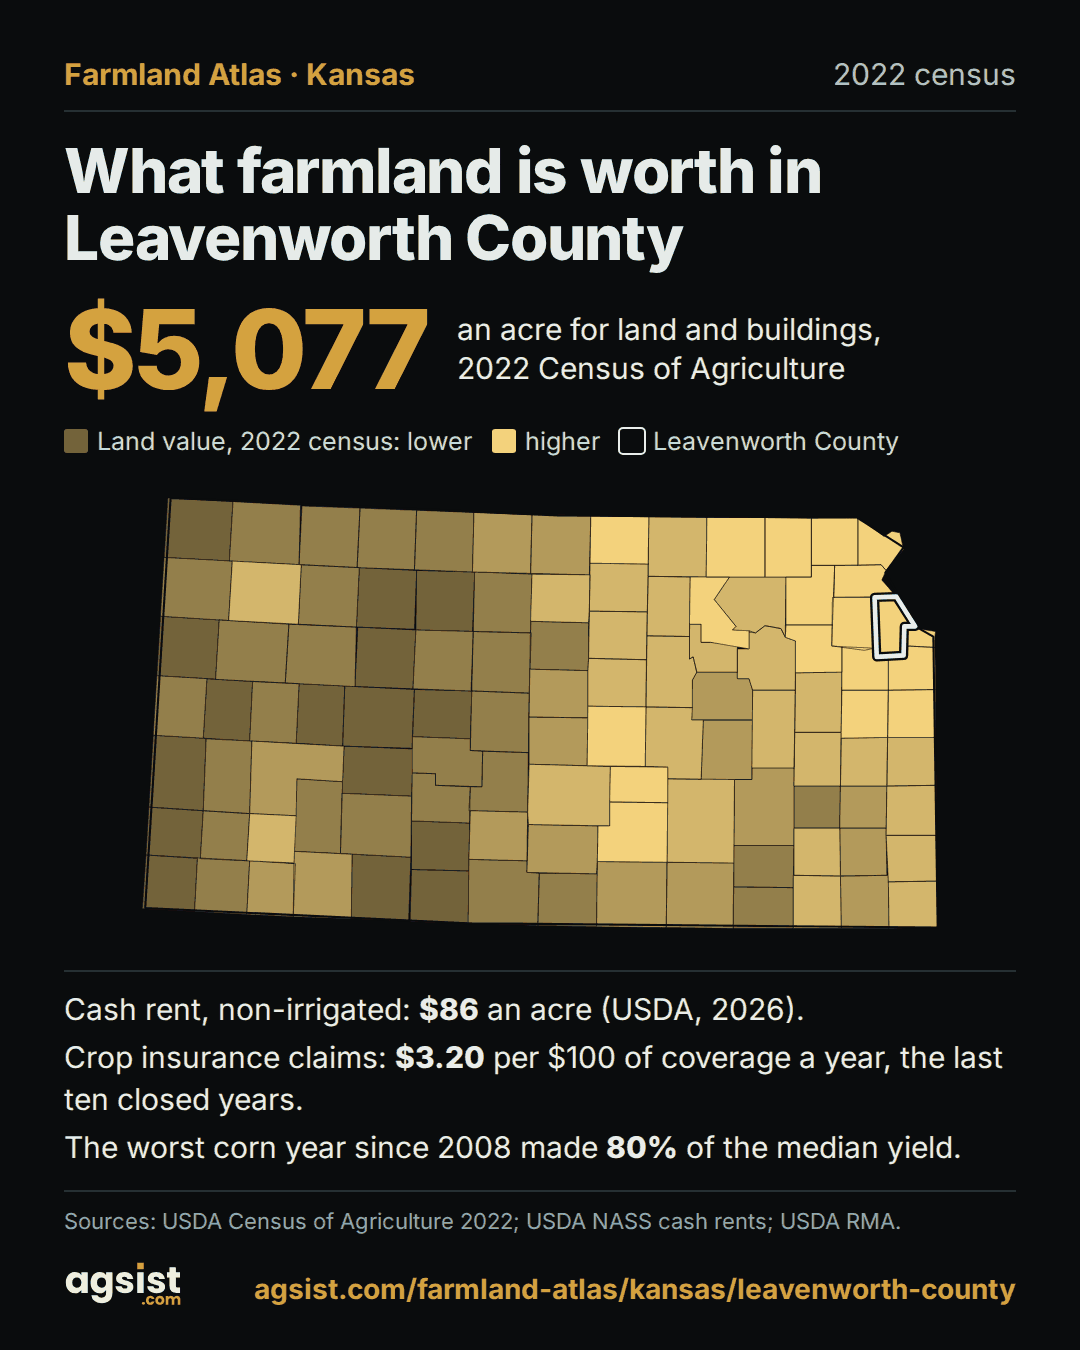 Farmland Atlas · Kansas
2022 census
What farmland is worth in
Leavenworth County
$5,077
an acre for land and buildings,
2022 Census of Agriculture
Land value, 2022 census: lower
higher
Leavenworth County
Cash rent, non-irrigated: $86 an acre (USDA, 2026).
Crop insurance claims: $3.20 per $100 of coverage a year, the last
ten closed years.
The worst corn year since 2008 made 80% of the median yield.
Sources: USDA Census of Agriculture 2022; USDA NASS cash rents; USDA RMA.
agsist
.com
agsist.com/farmland-atlas/kansas/leavenworth-county